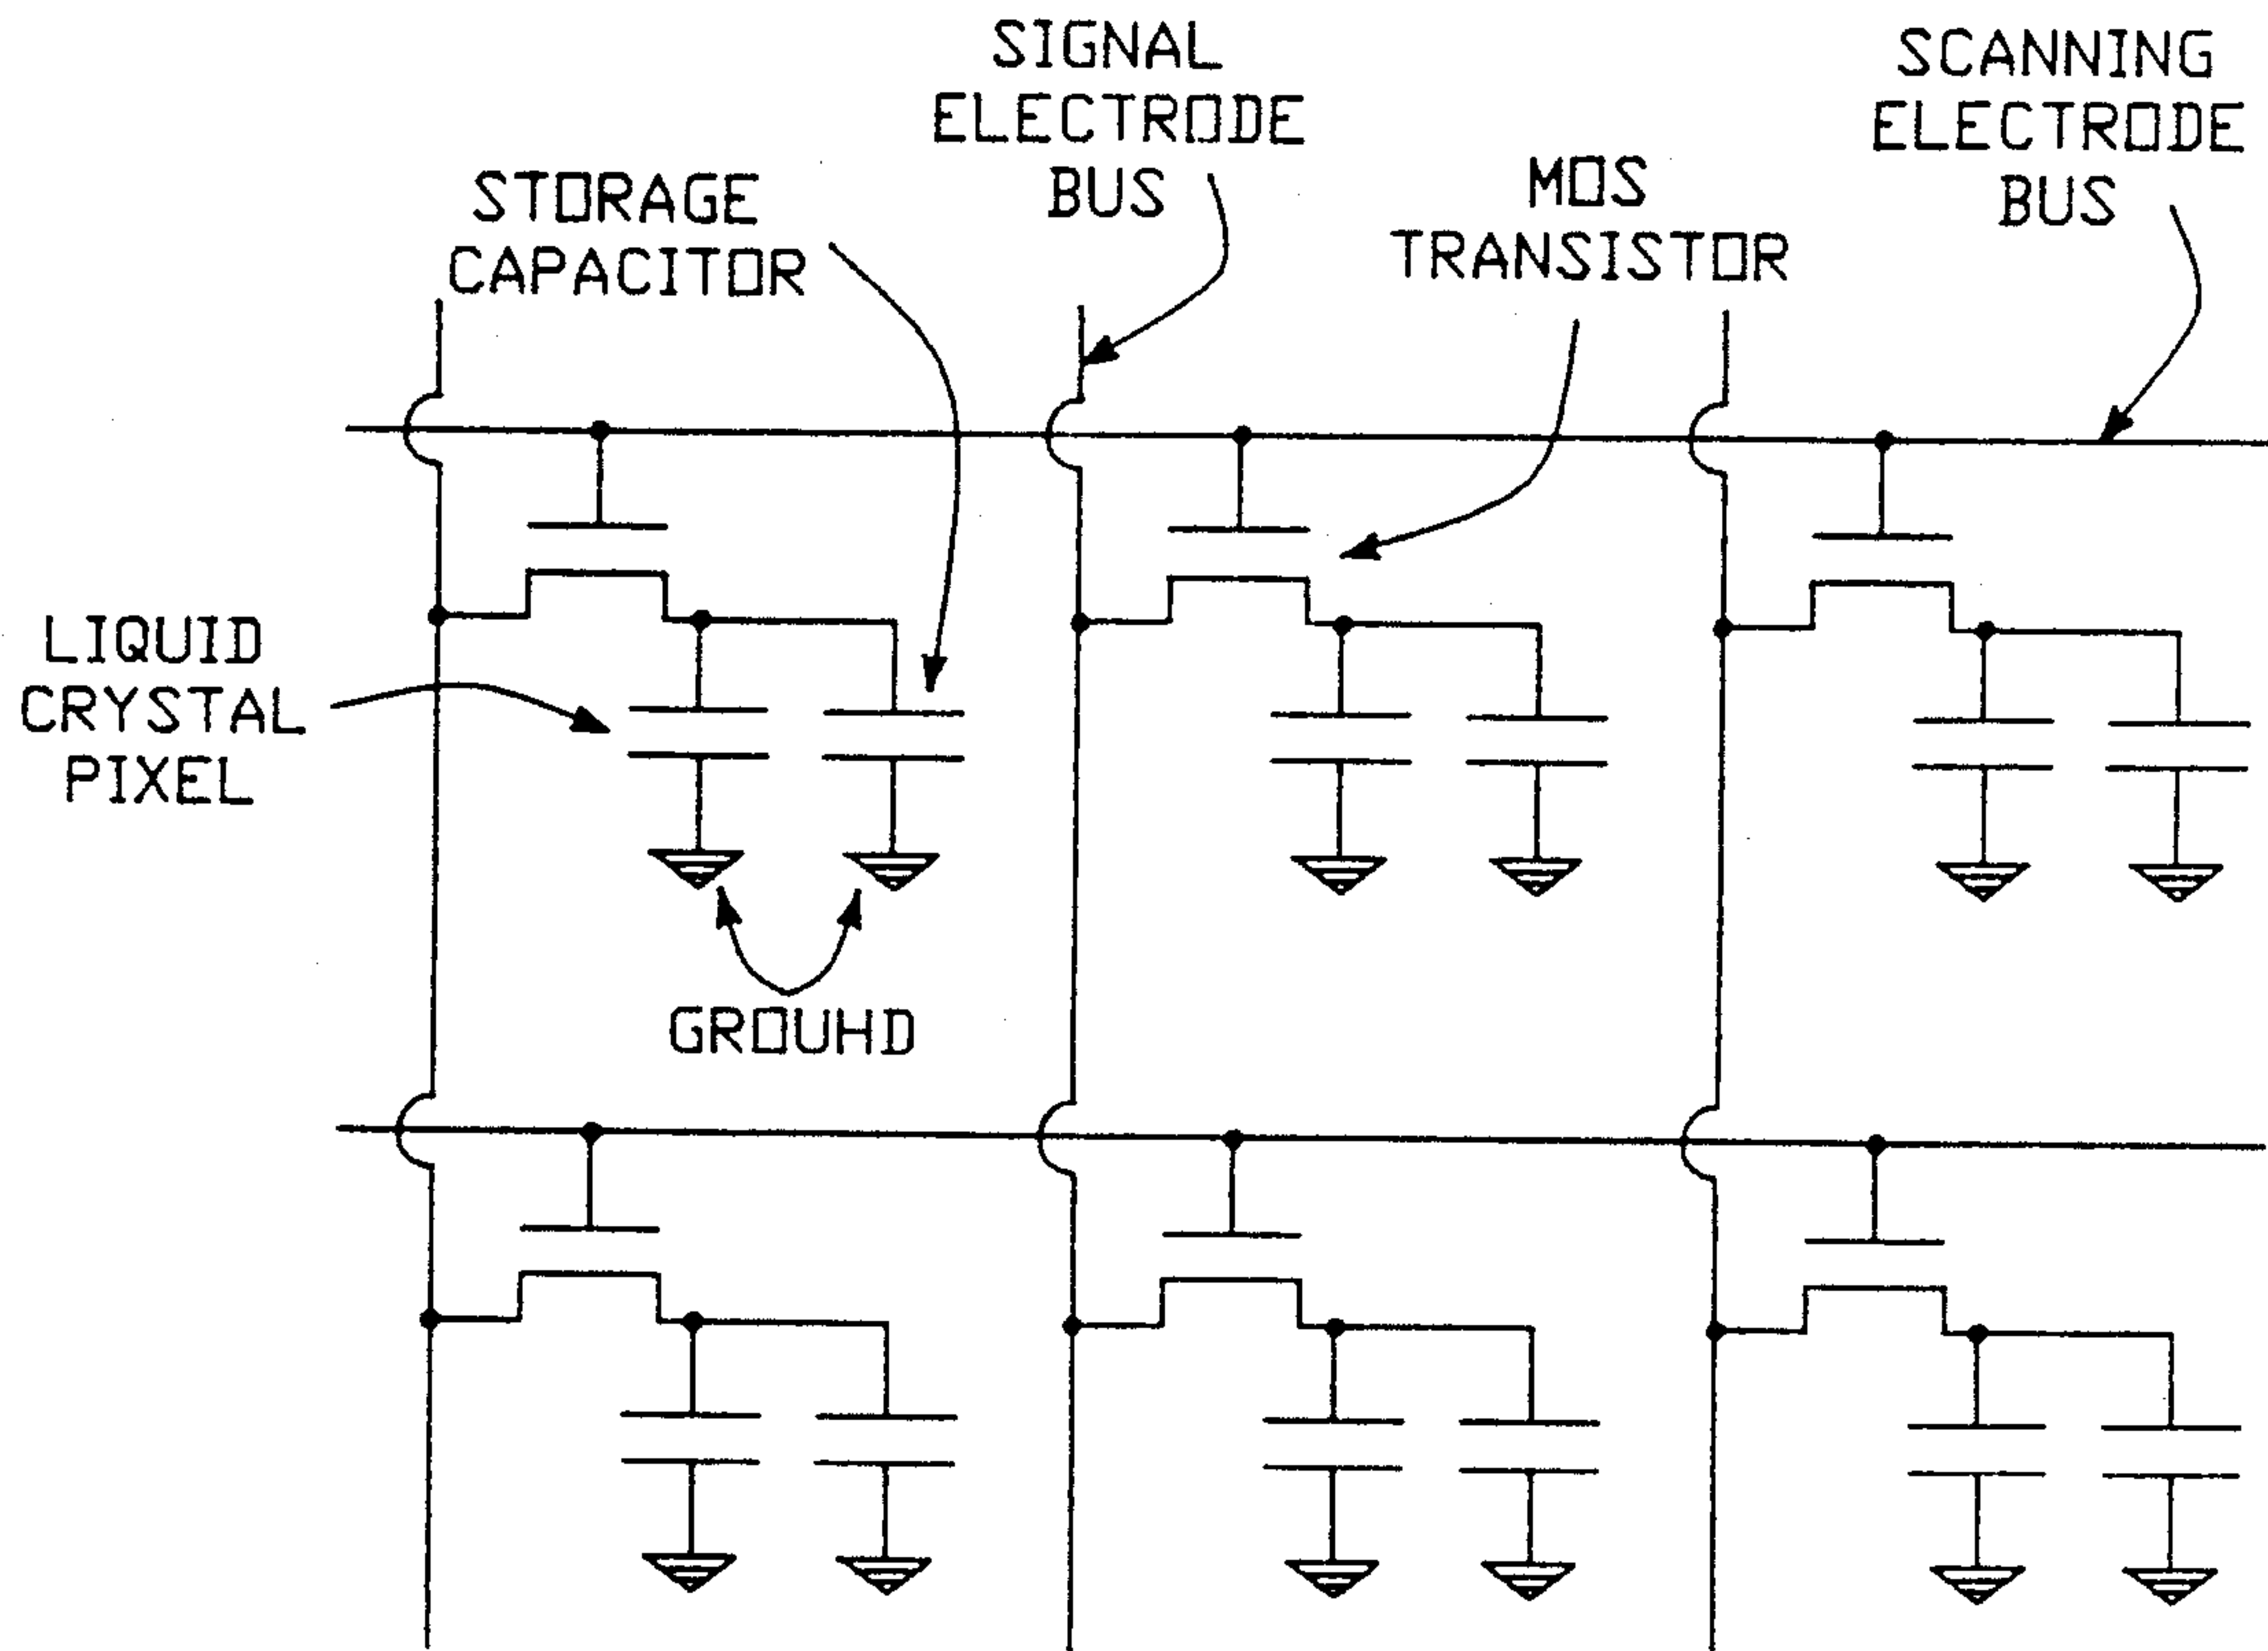 SIGNAL
ELECTRODE
BUS
SCANNING
ELECTRODE
BUS
STORAGE
CAPACITOR
MOS
TRANSISTOR
LIQUID
CRYSTAL
PIXEL
GROUHD